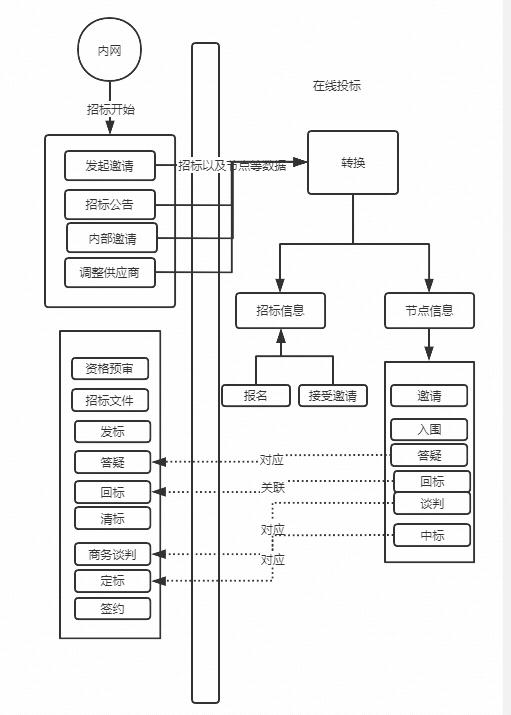 内网
在线投标
招标开始
发起邀请
招标以及节点等数据
转换
招标公告
内部邀请
调整供应商
招标信息
节点信息
报名
接受邀请
资格预审
招标文件
发标
答疑
回标
清标
商务谈判
定标
签约
邀请
入围
答疑
回标
谈判
中标
对应
关联
对应
对应